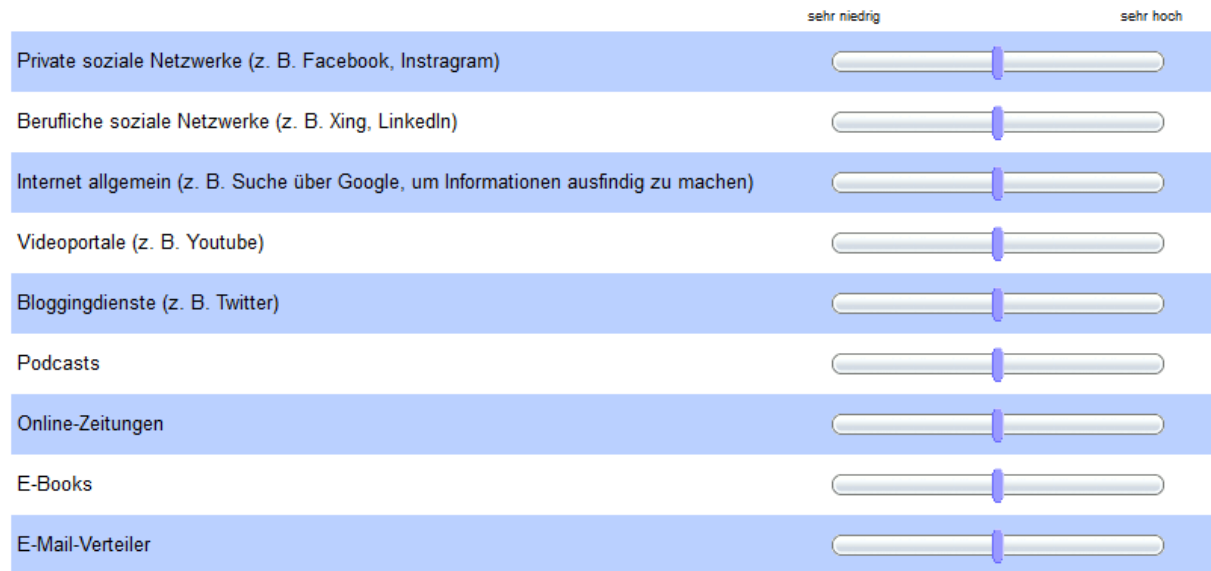 sehr niedrig sehr hoch
Private soziale Netzwerke (z. B. Facebook, Instragram)
Berufliche soziale Netzwerke (z. B. Xing, LinkedIn)
Internet allgemein (z. B. Suche über Google, um Informationen ausfindig zu machen)
Videoportale (z. B. Youtube)
Bloggingdienste (z. B. Twitter)
Podcasts
Online-Zeitungen
E-Books
E-Mail-Verteiler